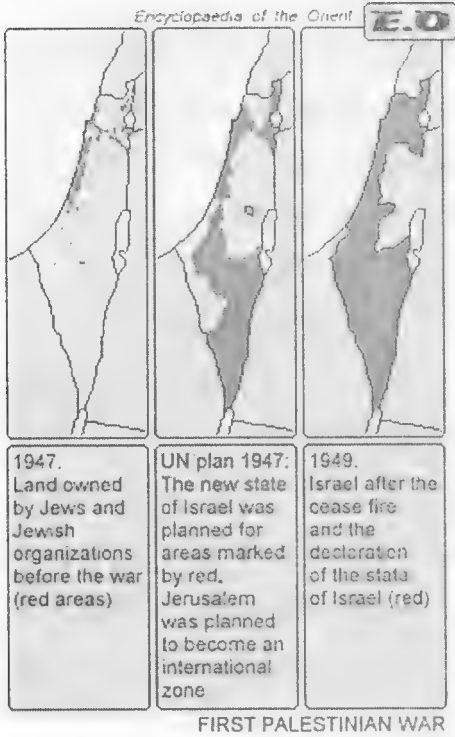 Encyclopaedia of the Orient
E.O
1947.
Land owned
by Jews and
Jewish
organizations
before the war
(red areas)
UN plan 1947:
The new state
of Israel was
planned for
areas marked
by red.
Jerusalem
was planned
to become an
international
zone
1949.
Israel after the
cease fire
and the
declaration
of the state
of Israel (red)
FIRST PALESTINIAN WAR